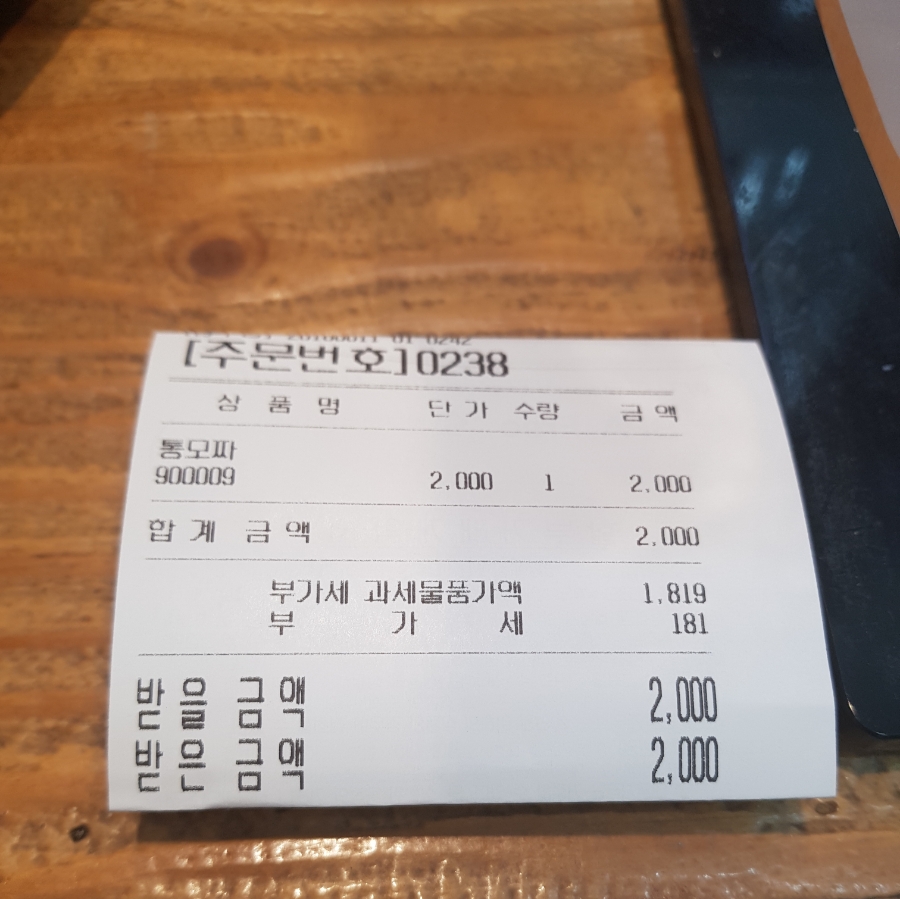 [주문번호]0238
상 품 명 단 가 수량 금 액
통모짜
900009 2,000 1 2,000
합 계 금 액 2,000
부가세 과세물품가액 1,819
부 가 세 181
받 을 금 액 2,000
받 은 금 액 2,000